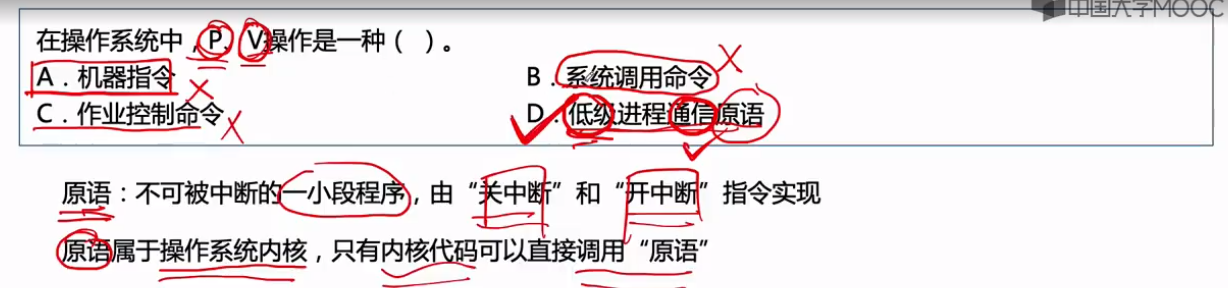 中国大学MOOC
在操作系统中，P、V操作是一种（ ）。
A．机器指令
B．系统调用命令
C．作业控制命令
D．低级进程通信原语
原语：不可被中断的一小段程序，由“关中断”和“开中断”指令实现
原语属于操作系统内核，只有内核代码可以直接调用“原语”